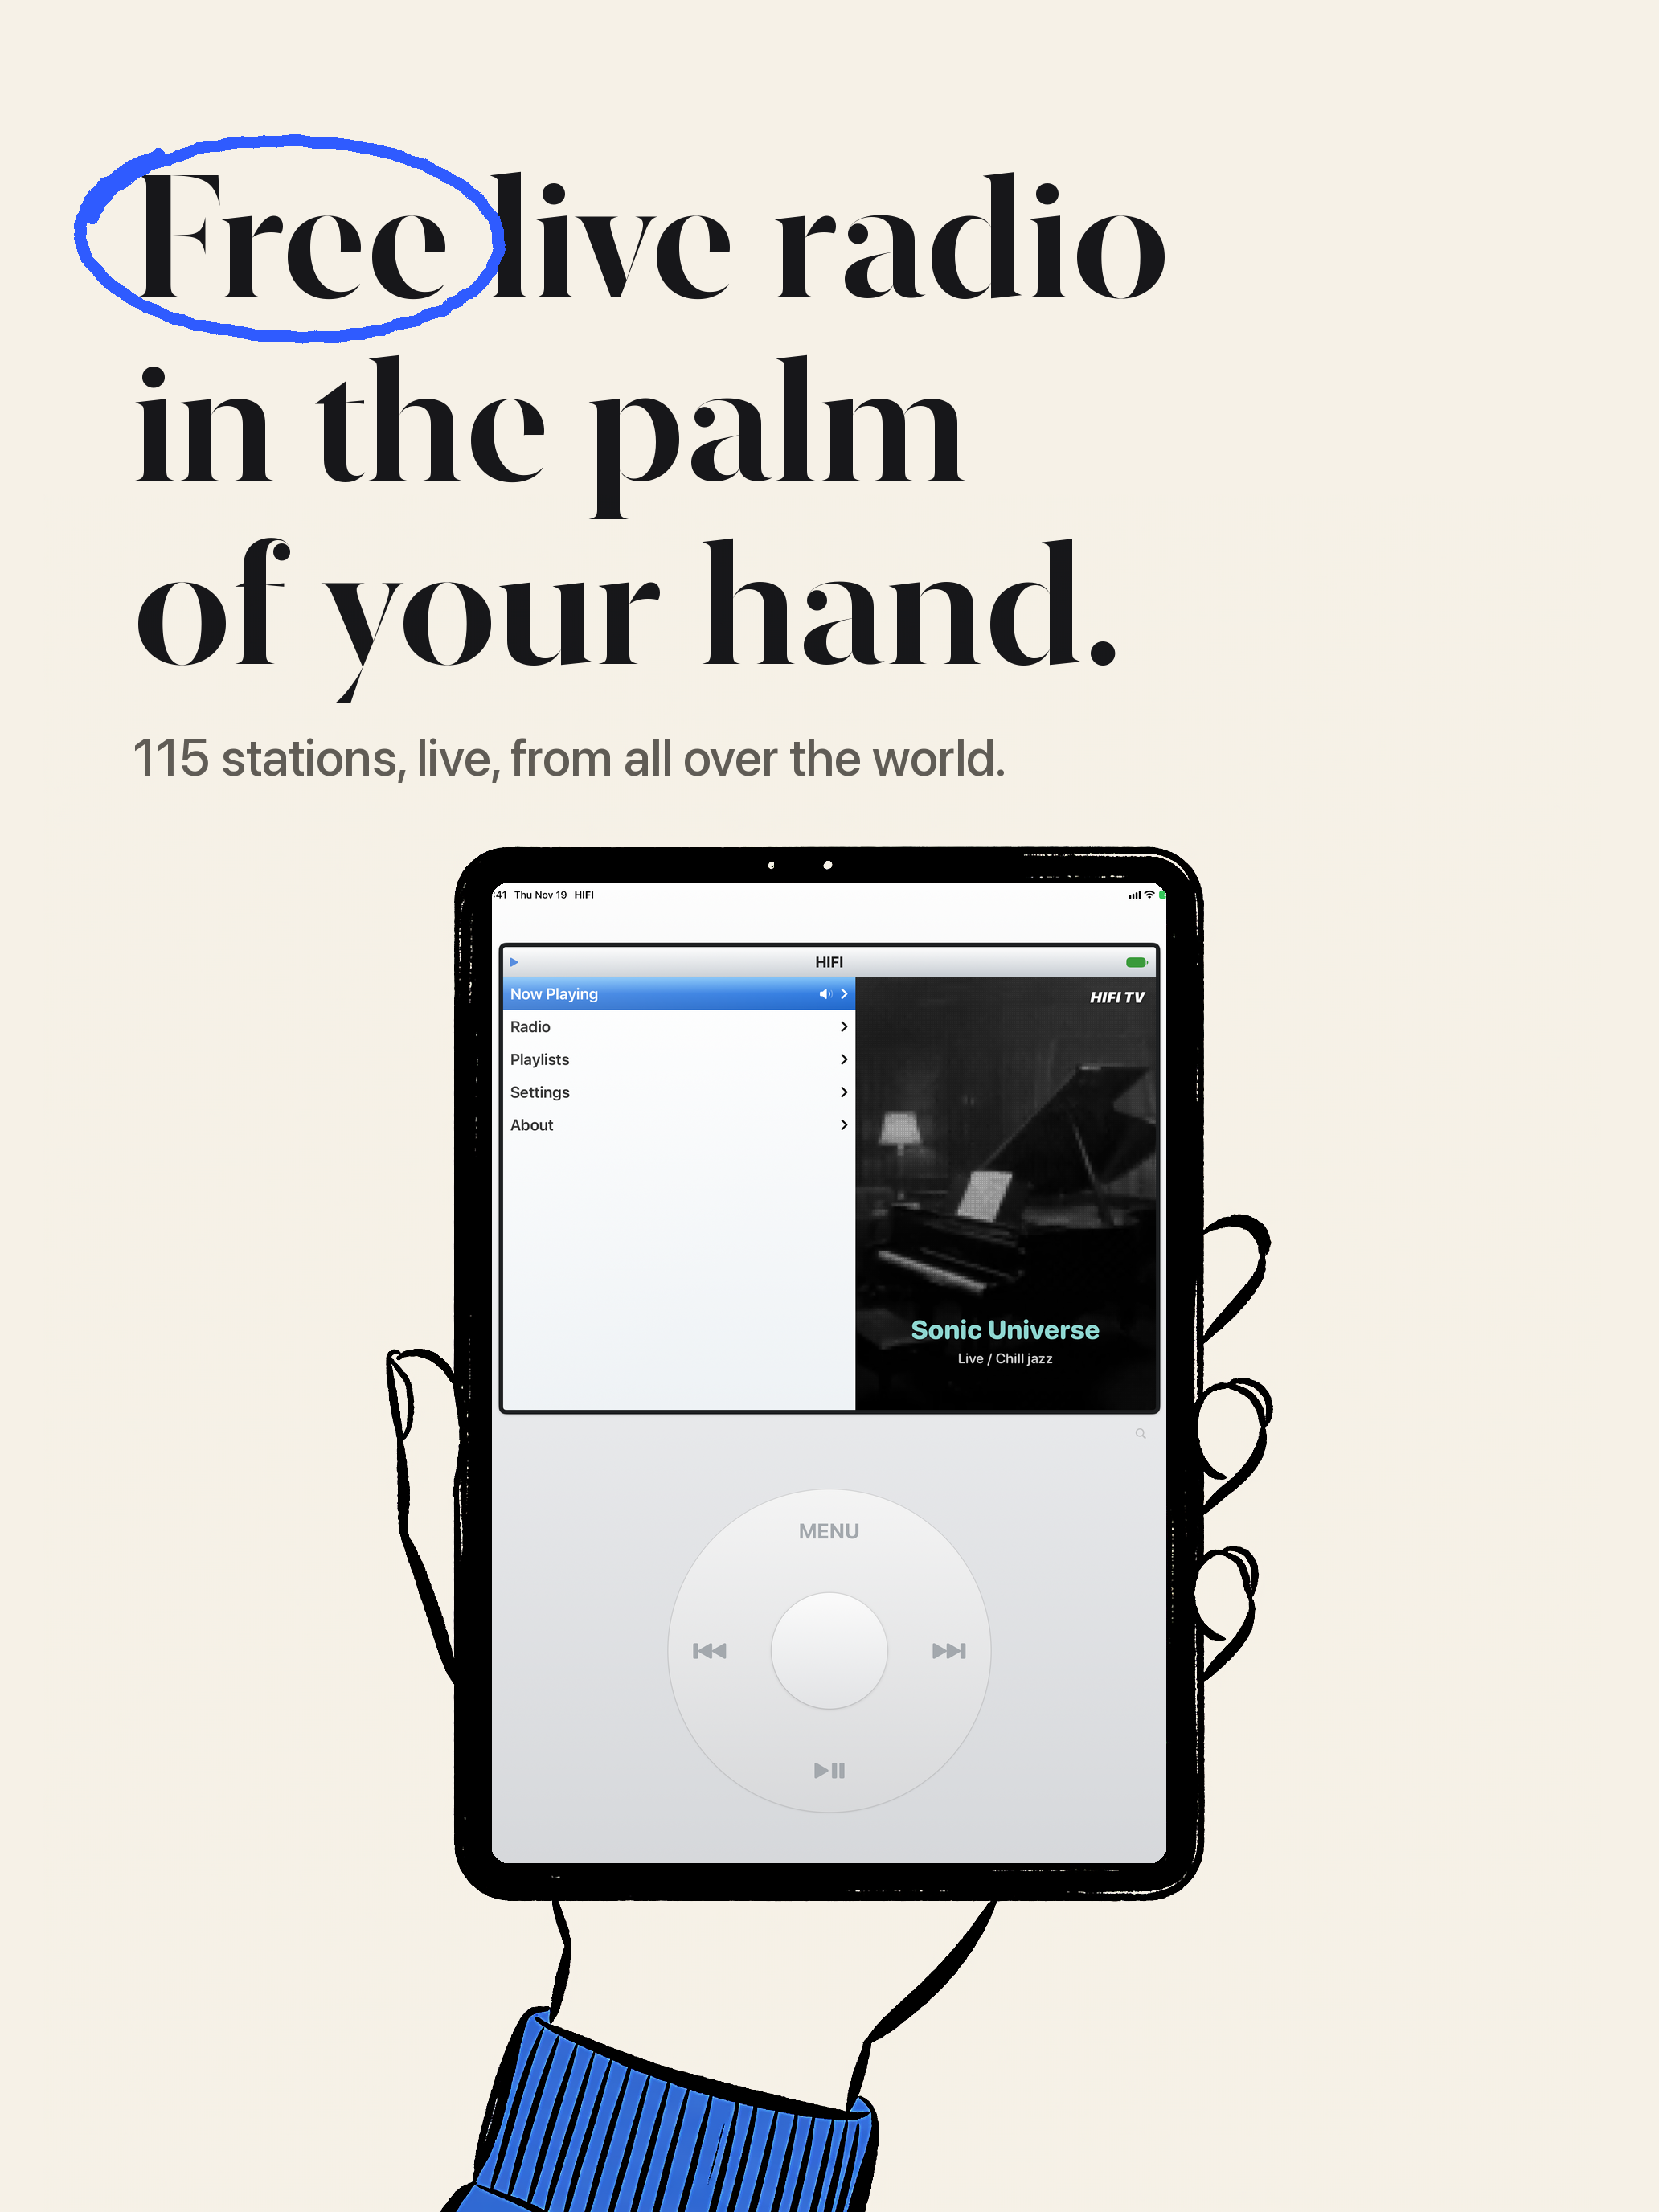 Free live radio
in the palm
of your hand.
115 stations, live, from all over the world.
:41 Thu Nov 19 HIFI
HIFI
Now Playing
Radio
Playlists
Settings
About
HIFI TV
Sonic Universe
Live / Chill jazz
MENU